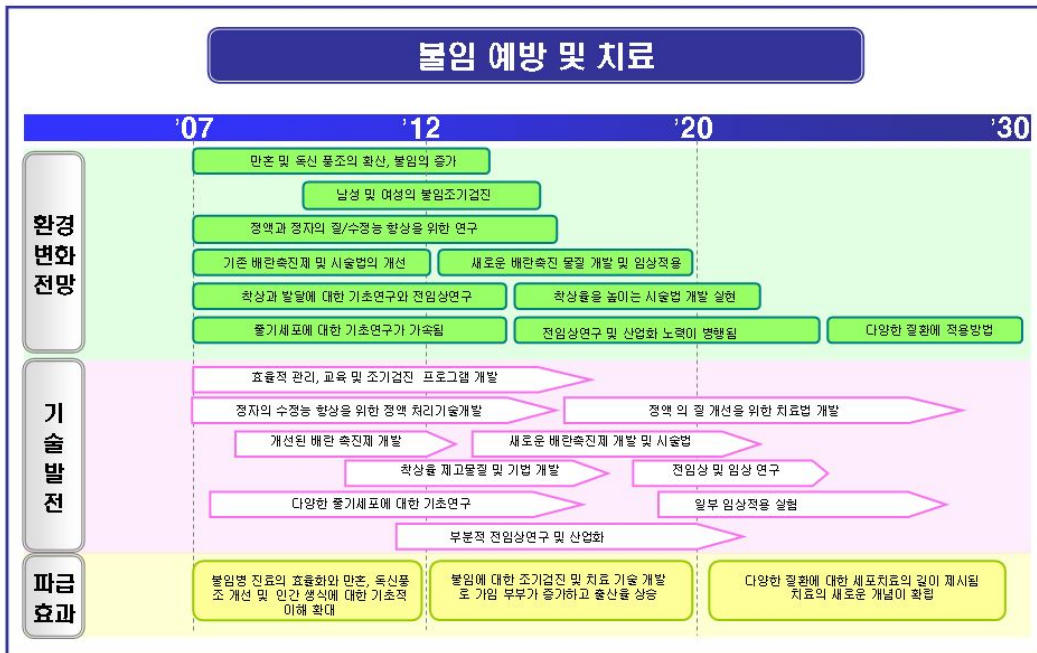 불임 예방 및 치료
'07 '12 '20 '30
환경
변화
전망
만혼 및 독신 풍조의 확산, 불임의 증가
남성 및 여성의 불임조기검진
정액과 정자의 질/수정능 향상을 위한 연구
기존 배란촉진제 및 시술법의 개선
새로운 배란촉진 물질 개발 및 임상적용
착상과 발달에 대한 기초연구와 전임상연구
착상율을 높이는 시술법 개발 실현
줄기세포에 대한 기초연구가 가속됨
전임상연구 및 산업화 노력이 병행됨
다양한 질환에 적용방법
기
술
발
전
효율적 관리, 교육 및 조기검진 프로그램 개발
정자의 수정능 향상을 위한 정액 처리기술개발
정액 의 질 개선을 위한 치료법 개발
개선된 배란 촉진제 개발
새로운 배란촉진제 개발 및 시술법
착상율 제고물질 및 기법 개발
전임상 및 임상 연구
다양한 줄기세포에 대한 기초연구
일부 임상적용 실험
부분적 전임상연구 및 산업화
파급
효과
불임병 진료의 효율화와 만혼, 독신풍
조 개선 및 인간 생식에 대한 기초적
이해 확대
불임에 대한 조기검진 및 치료 기술 개발
로 가임 부부가 증가하고 출산율 상승
다양한 질환에 대한 세포치료의 길이 제시됨
치료의 새로운 개념이 확립